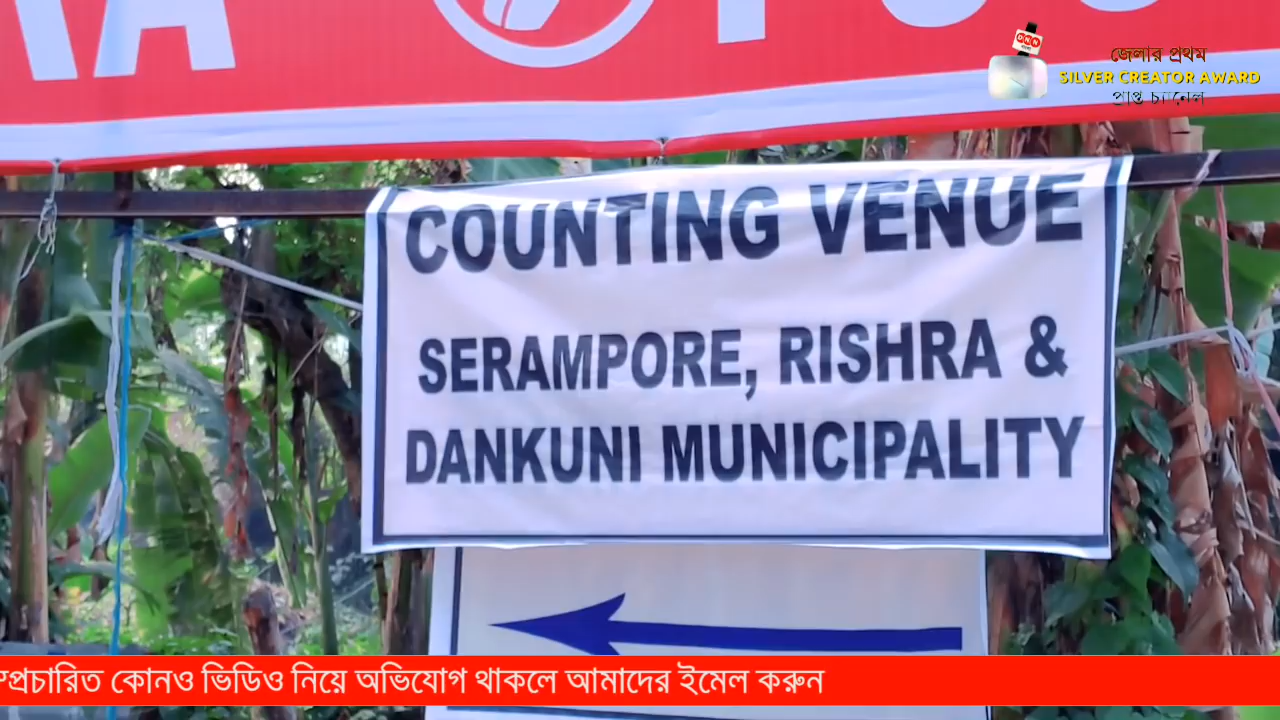 জেলার প্রথম
SILVER CREATOR AWARD
প্রাপ্ত চ্যানেল
COUNTING VENUE
SERAMPORE, RISHRA &
DANKUNI MUNICIPALITY
প্রচারিত কোনও ভিডিও নিয়ে অভিযোগ থাকলে আমাদের ইমেল করুন